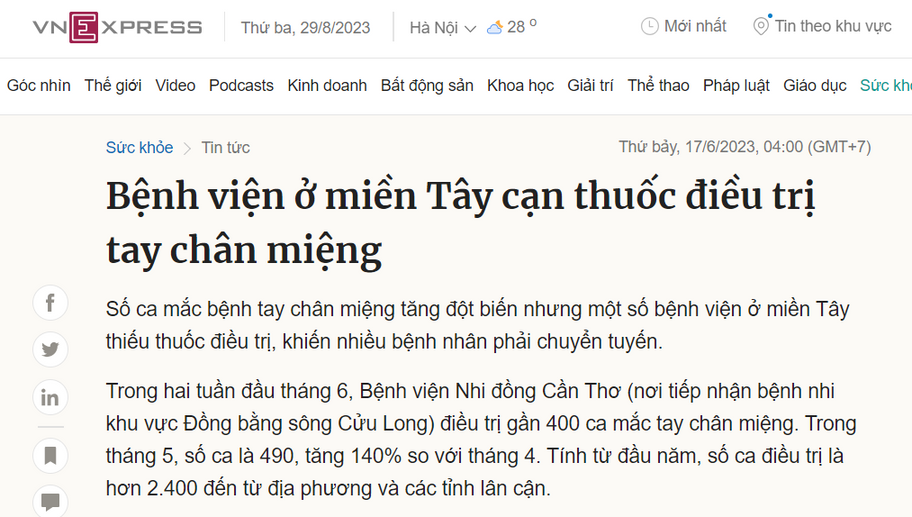 VNEXPRESS
Thứ ba, 29/8/2023
Hà Nội
28°
Mới nhất
Tin theo khu vực
Góc nhìn Thế giới Video Podcasts Kinh doanh Bất động sản Khoa học Giải trí Thể thao Pháp luật Giáo dục Sức
Sức khỏe > Tin tức
Thứ bảy, 17/6/2023, 04:00 (GMT+7)
Bệnh viện ở miền Tây cạn thuốc điều trị
tay chân miệng
Số ca mắc bệnh tay chân miệng tăng đột biến nhưng một số bệnh viện ở miền Tây
thiếu thuốc điều trị, khiến nhiều bệnh nhân phải chuyển tuyến.
Trong hai tuần đầu tháng 6, Bệnh viện Nhi đồng Cần Thơ (nơi tiếp nhận bệnh nhi
khu vực Đồng bằng sông Cửu Long) điều trị gần 400 ca mắc tay chân miệng. Trong
tháng 5, số ca là 490, tăng 140% so với tháng 4. Tính từ đầu năm, số ca điều trị là
hơn 2.400 đến từ địa phương và các tỉnh lân cận.